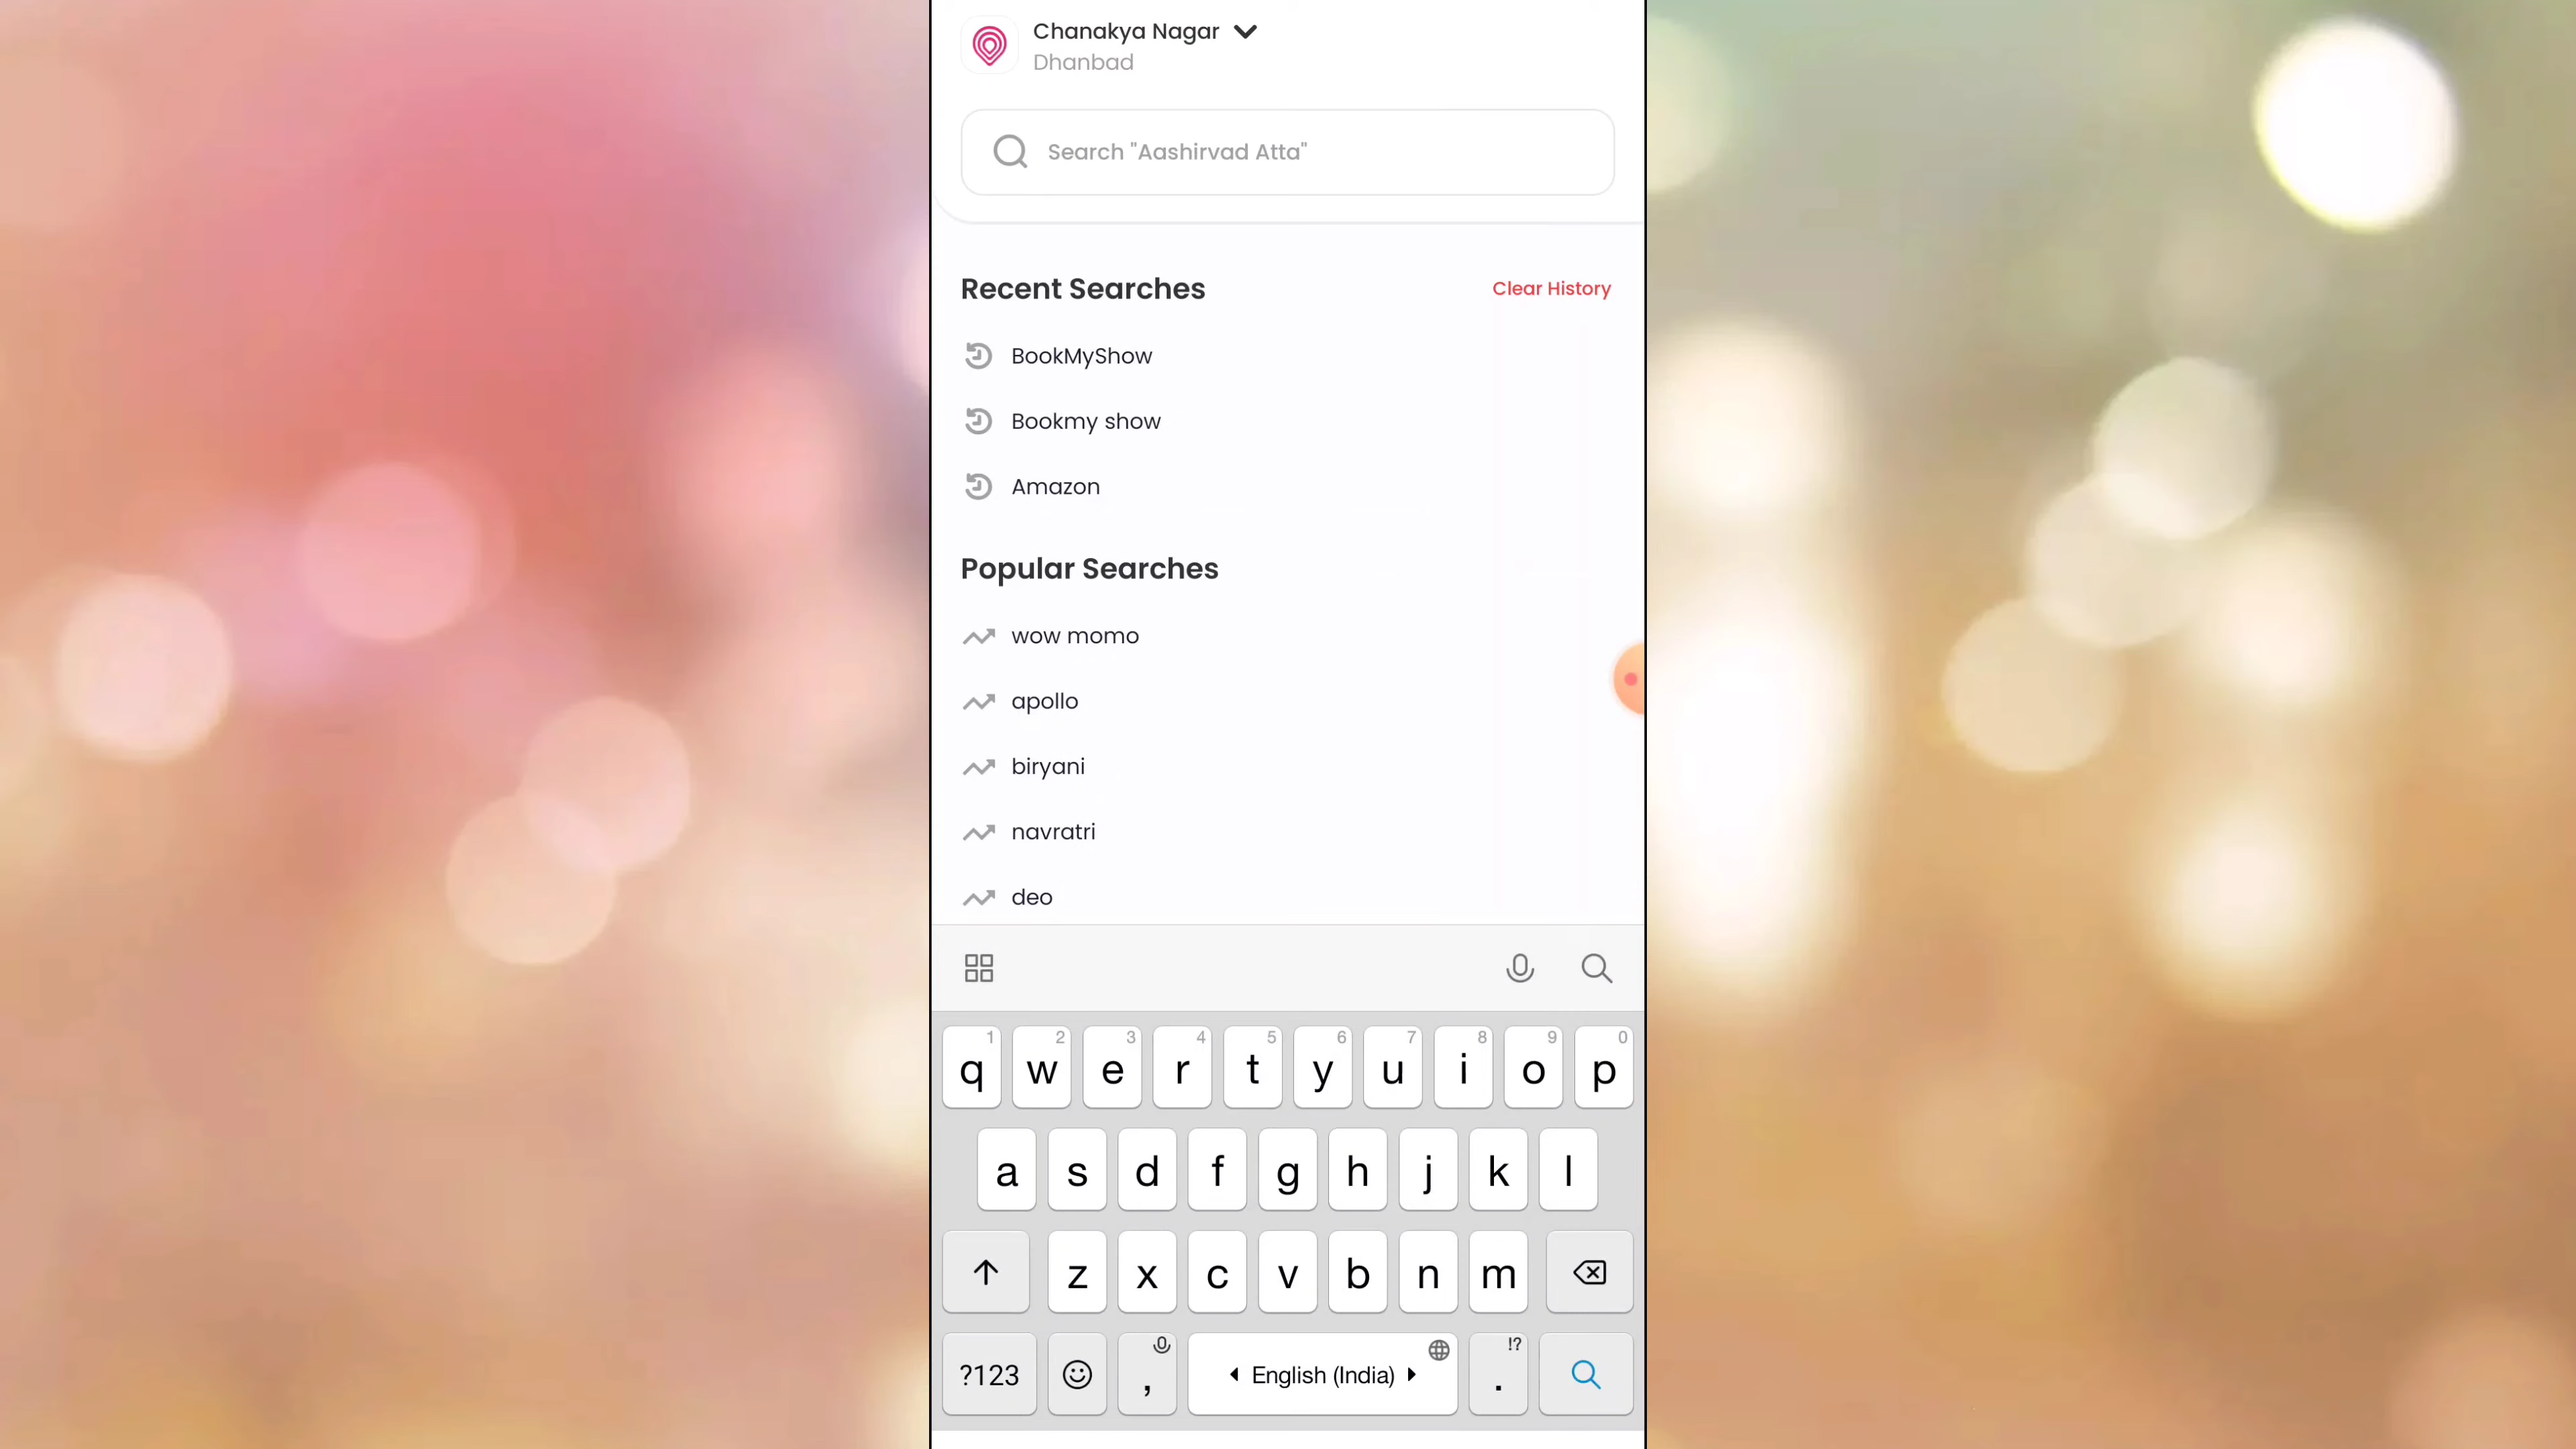 Chanakya Nagar
Dhanbad
Search "Aashirvad Atta"
Recent Searches
Clear History
BookMyShow
Bookmy show
Amazon
Popular Searches
wow momo
apollo
biryani
navratri
deo
1 2 3 4 5 6 7 8 9 0
q w e r t y u i o p
a s d f g h j k l
z x c v b n m
!?
?123 , English (India) .